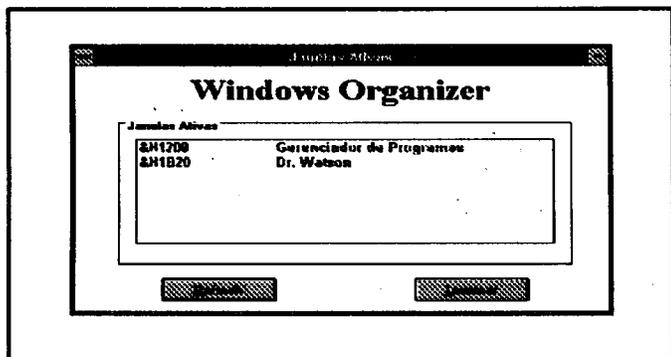 Janelas Ativas
Windows Organizer
Janelas Ativas
&H1200 Gerenciador de Programas
&H1B20 Dr. Watson